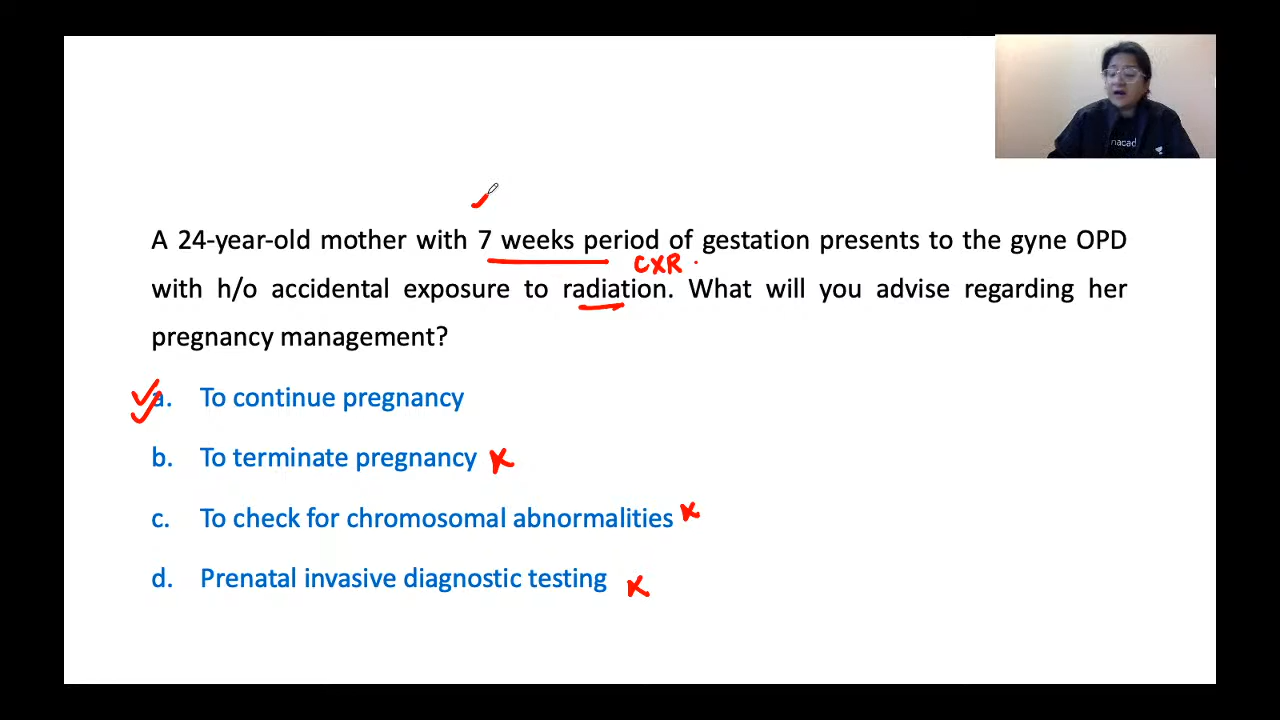 nacad
A 24-year-old mother with 7 weeks period of gestation presents to the gyne OPD
CXR
with h/o accidental exposure to radiation. What will you advise regarding her
pregnancy management?
a. To continue pregnancy
b. To terminate pregnancy
c. To check for chromosomal abnormalities
d. Prenatal invasive diagnostic testing